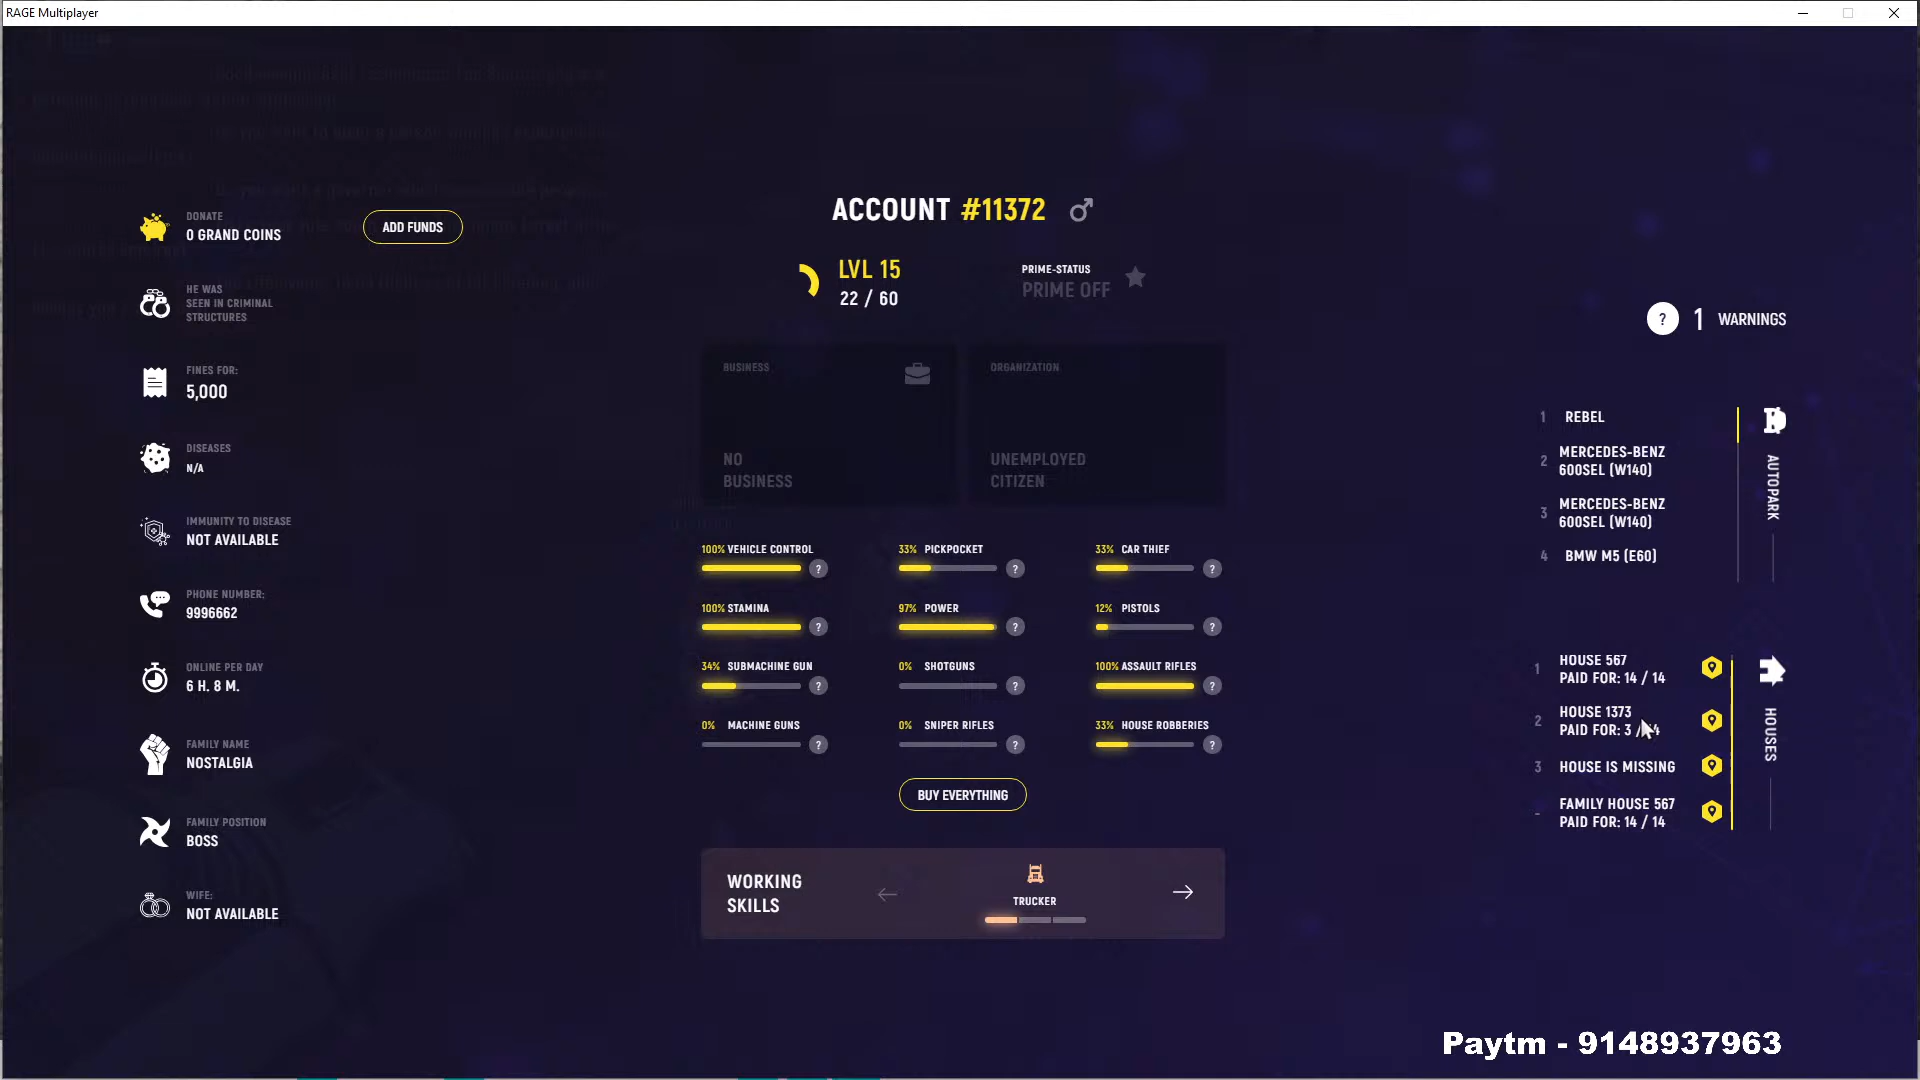 RAGE Multiplayer
ACCOUNT #11372
DONATE
0 GRAND COINS
ADD FUNDS
HE WAS
SEEN IN CRIMINAL
STRUCTURES
FINES FOR:
5,000
DISEASES
N/A
IMMUNITY TO DISEASE
NOT AVAILABLE
PHONE NUMBER:
9996662
ONLINE PER DAY
6 H. 8 M.
FAMILY NAME
NOSTALGIA
FAMILY POSITION
BOSS
WIFE:
NOT AVAILABLE
LVL 15
22 / 60
PRIME-STATUS
PRIME OFF
BUSINESS
NO
BUSINESS
ORGANIZATION
UNEMPLOYED
CITIZEN
100% VEHICLE CONTROL
?
33% PICKPOCKET
?
33% CAR THIEF
?
100% STAMINA
?
97% POWER
?
12% PISTOLS
?
34% SUBMACHINE GUN
?
0% SHOTGUNS
?
100% ASSAULT RIFLES
?
0% MACHINE GUNS
?
0% SNIPER RIFLES
?
33% HOUSE ROBBERIES
?
BUY EVERYTHING
WORKING
SKILLS
TRUCKER
? 1 WARNINGS
1 REBEL
2 MERCEDES-BENZ
600SEL (W140)
3 MERCEDES-BENZ
600SEL (W140)
4 BMW M5 (E60)
AUTOPARK
1 HOUSE 567
PAID FOR: 14 / 14
2 HOUSE 1373
PAID FOR: 3 /
3 HOUSE IS MISSING
- FAMILY HOUSE 567
PAID FOR: 14 / 14
HOUSES
Paytm - 9148937963